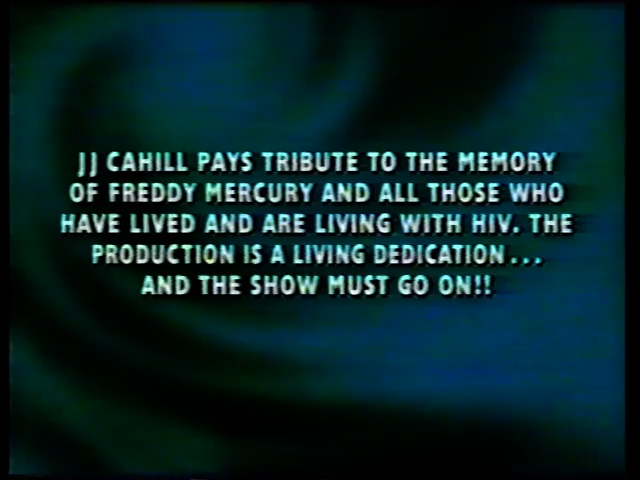 JJ CAHILL PAYS TRIBUTE TO THE MEMORY
OF FREDDY MERCURY AND ALL THOSE WHO
HAVE LIVED AND ARE LIVING WITH HIV. THE
PRODUCTION IS A LIVING DEDICATION...
AND THE SHOW MUST GO ON!!